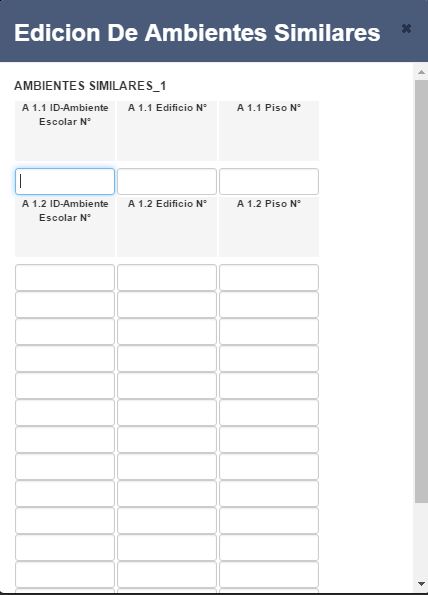 Edicion De Ambientes Similares
AMBIENTES SIMILARES_1
A 1.1 ID-Ambiente Escolar N° A 1.1 Edificio N° A 1.1 Piso N°
A 1.2 ID-Ambiente Escolar N° A 1.2 Edificio N° A 1.2 Piso N°